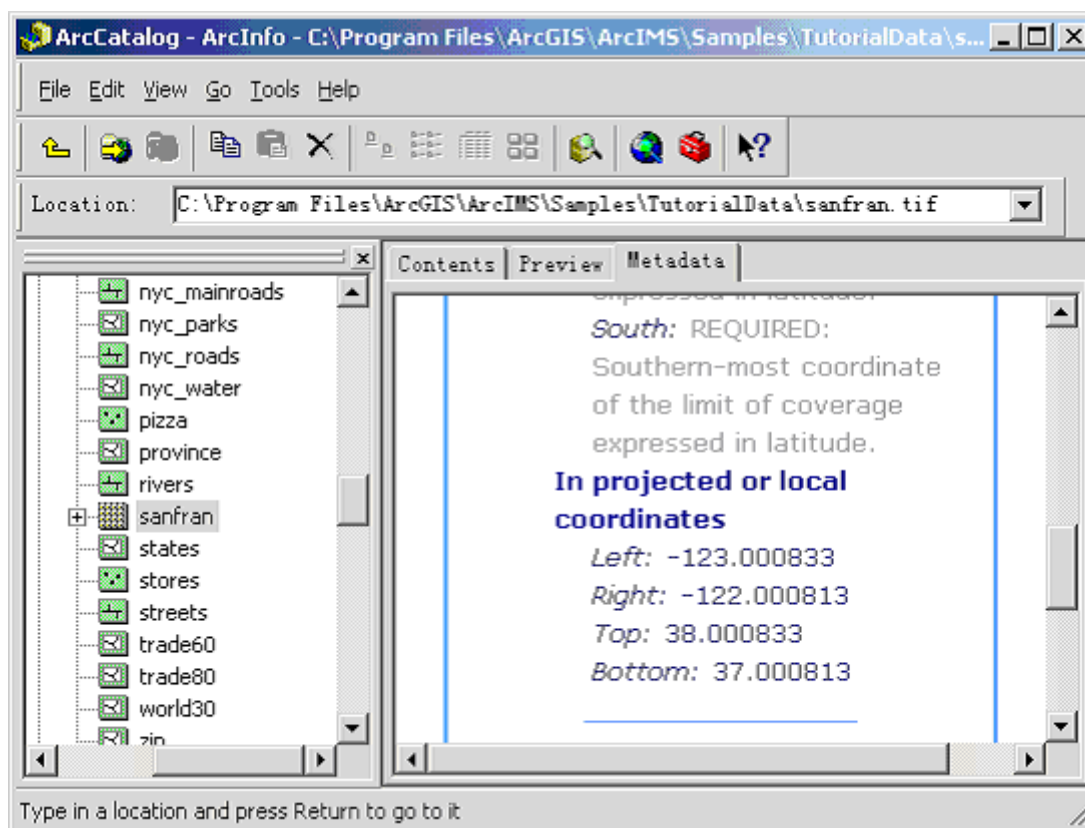 ArcCatalog - ArcInfo - C:\Program Files\ArcGIS\ArcIMS\Samples\TutorialData\s...
File Edit View Go Tools Help
Location: C:\Program Files\ArcGIS\ArcIMS\Samples\TutorialData\sanfran.tif
nyc_mainroads
nyc_parks
nyc_roads
nyc_water
pizza
province
rivers
sanfran
states
stores
streets
trade60
trade80
world30
zip
Contents Preview Metadata
expressed in latitude.
South: REQUIRED:
Southern-most coordinate
of the limit of coverage
expressed in latitude.
In projected or local
coordinates
Left: -123.000833
Right: -122.000813
Top: 38.000833
Bottom: 37.000813
Type in a location and press Return to go to it